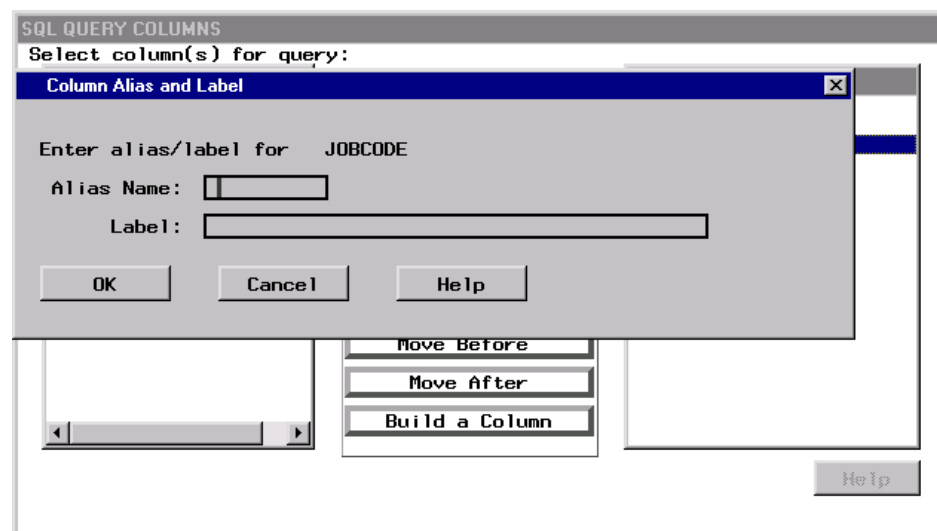 SQL QUERY COLUMNS
Select column(s) for query:
Column Alias and Label
Enter alias/label for JOBCODE
Alias Name:
Label:
OK Cancel Help
Move Before
Move After
Build a Column
Help